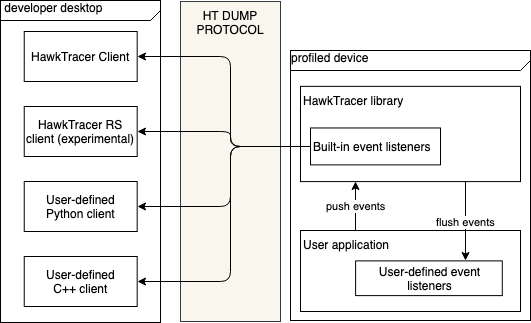 developer desktop
HawkTracer Client
HawkTracer RS
client (experimental)
User-defined
Python client
User-defined
C++ client
HT DUMP
PROTOCOL
profiled device
HawkTracer library
Built-in event listeners
push events
flush events
User application
User-defined event
listeners